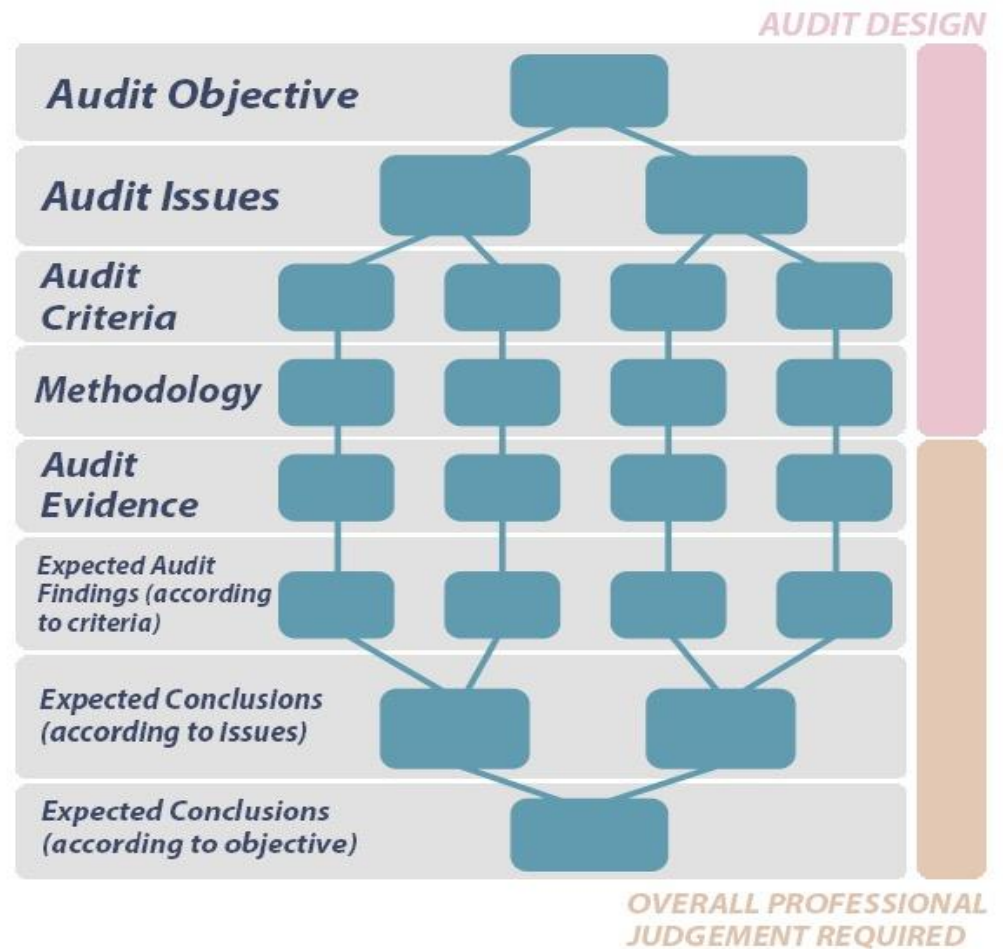 AUDIT DESIGN
Audit Objective
Audit Issues
Audit
Criteria
Methodology
Audit
Evidence
Expected Audit
Findings (according
to criteria)
Expected Conclusions
(according to issues)
Expected Conclusions
(according to objective)
OVERALL PROFESSIONAL
JUDGEMENT REQUIRED